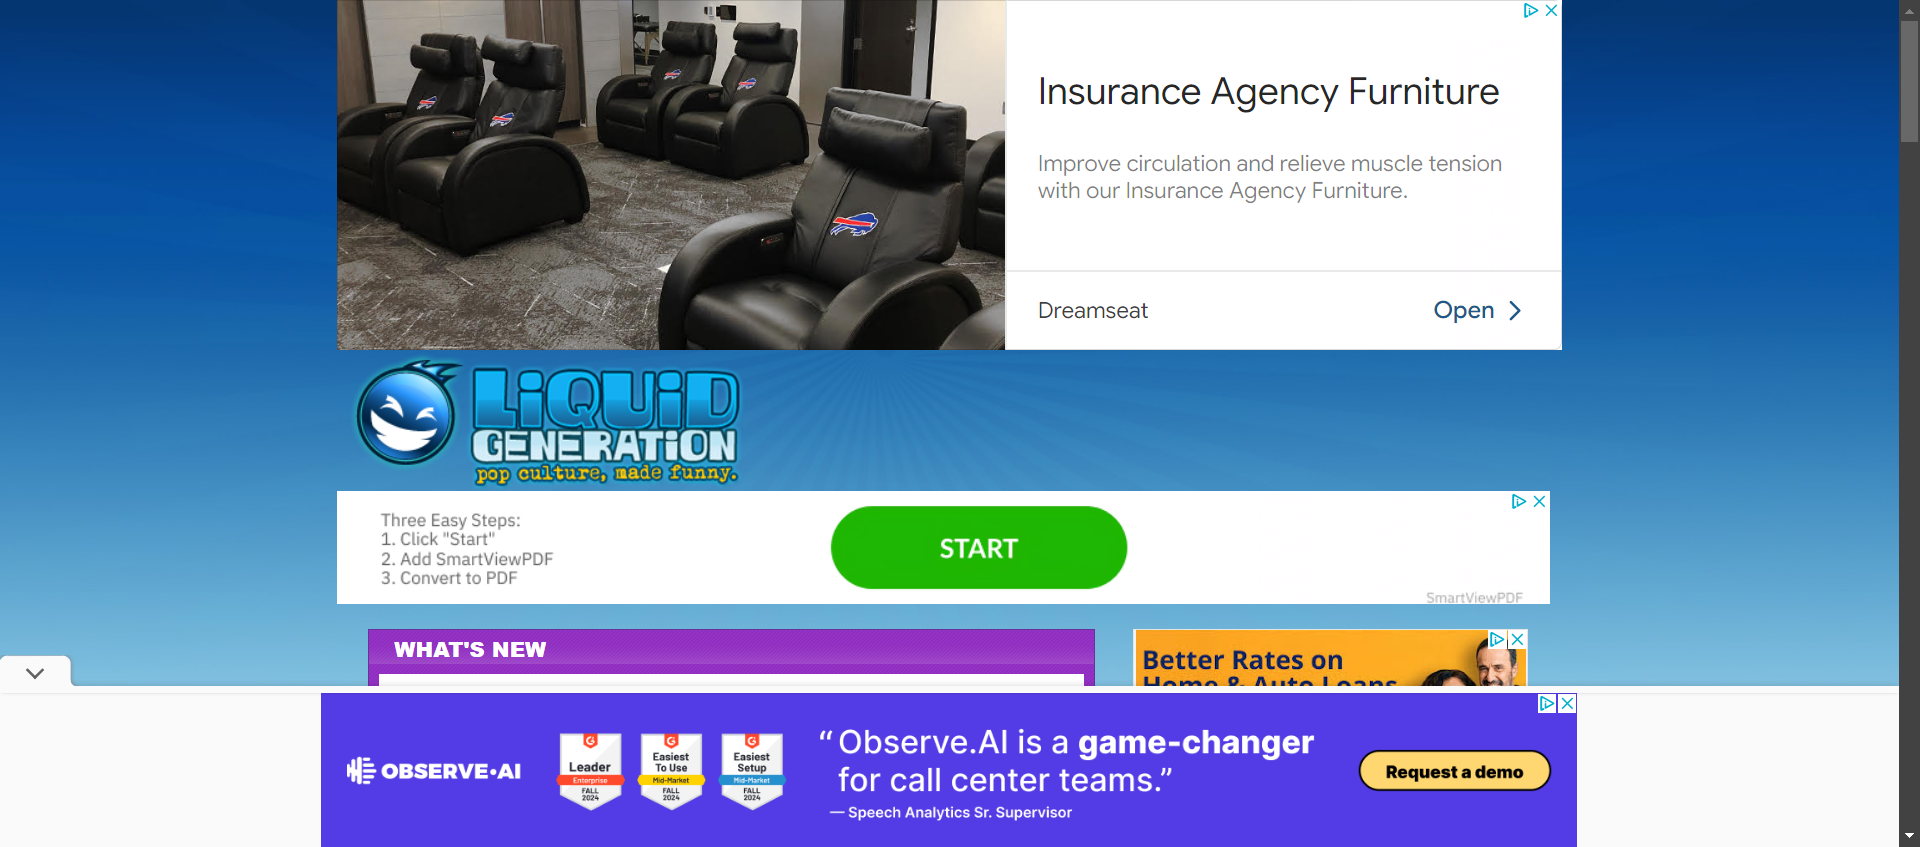 Insurance Agency Furniture
Improve circulation and relieve muscle tension
with our Insurance Agency Furniture.
Dreamseat
Open
LiQUiD
GENERATiON
pop culture, made funny.
Three Easy Steps:
1. Click "Start"
2. Add SmartViewPDF
3. Convert to PDF
START
SmartViewPDF
WHAT'S NEW
Better Rates on
Home & Auto Loans
OBSERVE•AI
Leader
Enterprise
FALL
2024
Easiest
To Use
Mid-Market
FALL
2024
Easiest
Setup
Mid-Market
FALL
2024
“Observe.AI is a game-changer
for call center teams.”
— Speech Analytics Sr. Supervisor
Request a demo